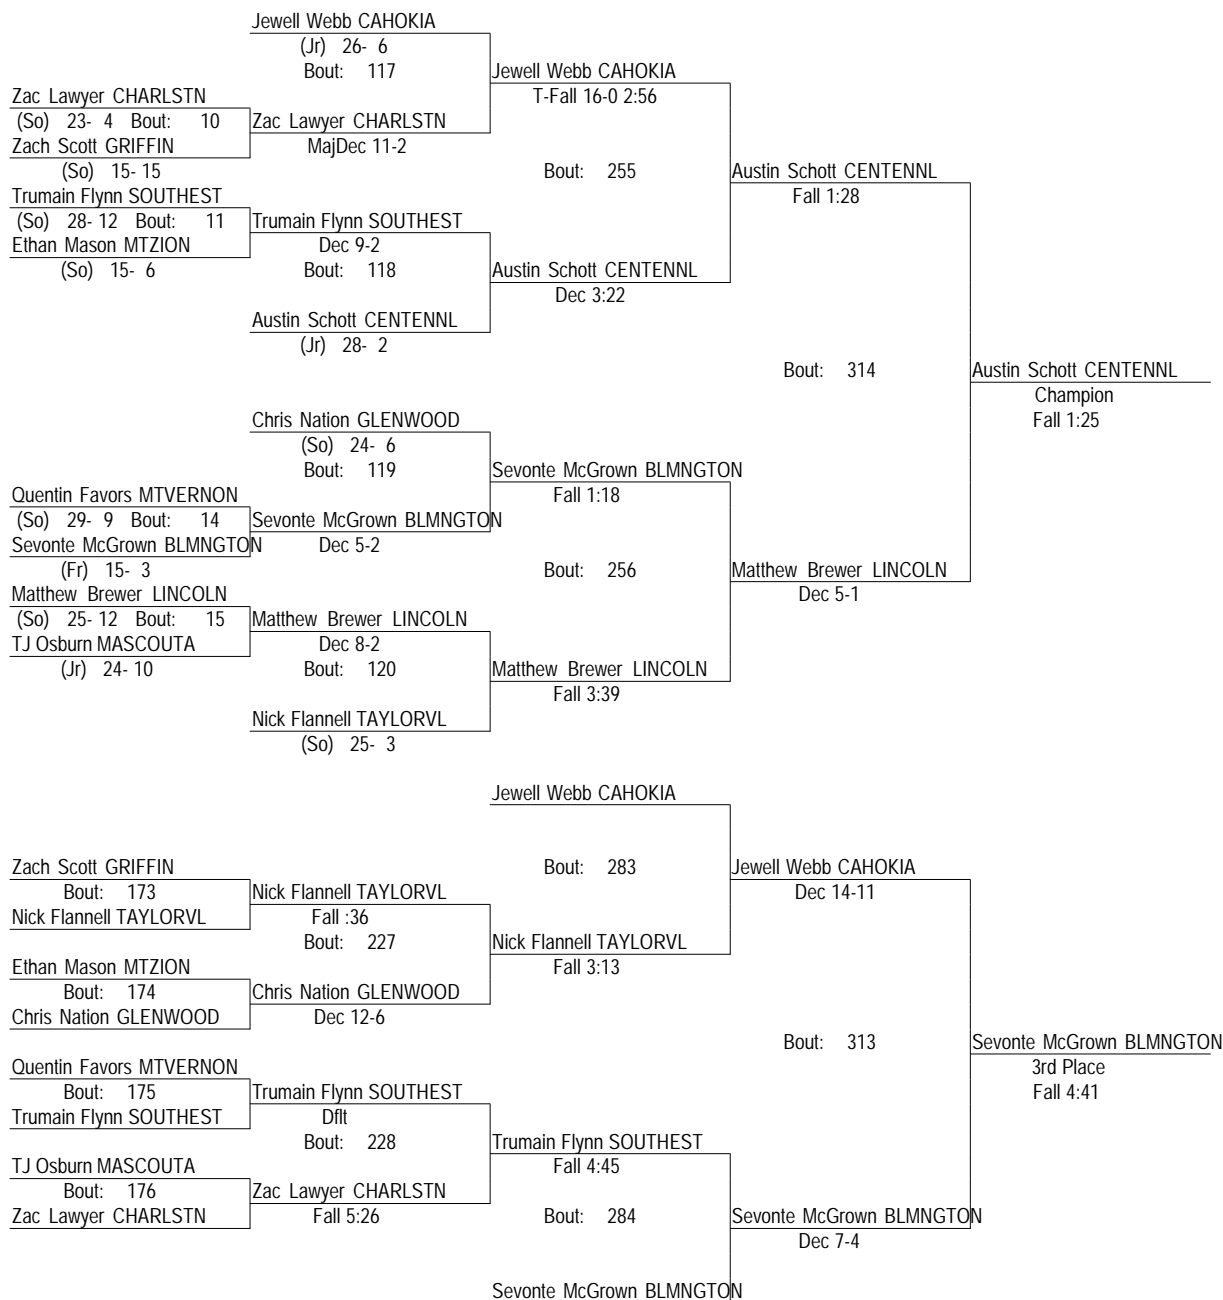 Jewell Webb CAHOKIA
(Jr) 26- 6
Bout: 117
Jewell Webb CAHOKIA
T-Fall 16-0 2:56
Zac Lawyer CHARLSTN
(So) 23- 4 Bout: 10
Zac Lawyer CHARLSTN
MajDec 11-2
Zach Scott GRIFFIN
(So) 15- 15
Bout: 255
Austin Schott CENTENNL
Fall 1:28
Trumain Flynn SOUTHEST
(So) 28- 12 Bout: 11
Trumain Flynn SOUTHEST
Dec 9-2
Ethan Mason MTZION
(So) 15- 6
Bout: 118
Austin Schott CENTENNL
Dec 3:22
Austin Schott CENTENNL
(Jr) 28- 2
Bout: 314
Austin Schott CENTENNL
Champion
Fall 1:25
Chris Nation GLENWOOD
(So) 24- 6
Bout: 119
Sevonte McGrown BLMNGTON
Fall 1:18
Quentin Favors MTVERNON
(So) 29- 9 Bout: 14
Sevonte McGrown BLMNGTON
Dec 5-2
Sevonte McGrown BLMNGTON
(Fr) 15- 3
Bout: 256
Matthew Brewer LINCOLN
Dec 5-1
Matthew Brewer LINCOLN
(So) 25- 12 Bout: 15
Matthew Brewer LINCOLN
Dec 8-2
TJ Osburn MASCOUTA
(Jr) 24- 10
Bout: 120
Matthew Brewer LINCOLN
Fall 3:39
Nick Flannell TAYLORVL
(So) 25- 3
Jewell Webb CAHOKIA
Zach Scott GRIFFIN
Bout: 173
Nick Flannell TAYLORVL
Nick Flannell TAYLORVL
Fall :36
Bout: 283
Jewell Webb CAHOKIA
Dec 14-11
Bout: 227
Nick Flannell TAYLORVL
Fall 3:13
Ethan Mason MTZION
Bout: 174
Chris Nation GLENWOOD
Chris Nation GLENWOOD
Dec 12-6
Bout: 313
Sevonte McGrown BLMNGTON
3rd Place
Fall 4:41
Quentin Favors MTVERNON
Bout: 175
Trumain Flynn SOUTHEST
Trumain Flynn SOUTHEST
Dflt
Bout: 228
Trumain Flynn SOUTHEST
Fall 4:45
TJ Osburn MASCOUTA
Bout: 176
Zac Lawyer CHARLSTN
Zac Lawyer CHARLSTN
Fall 5:26
Bout: 284
Sevonte McGrown BLMNGTON
Dec 7-4
Sevonte McGrown BLMNGTON